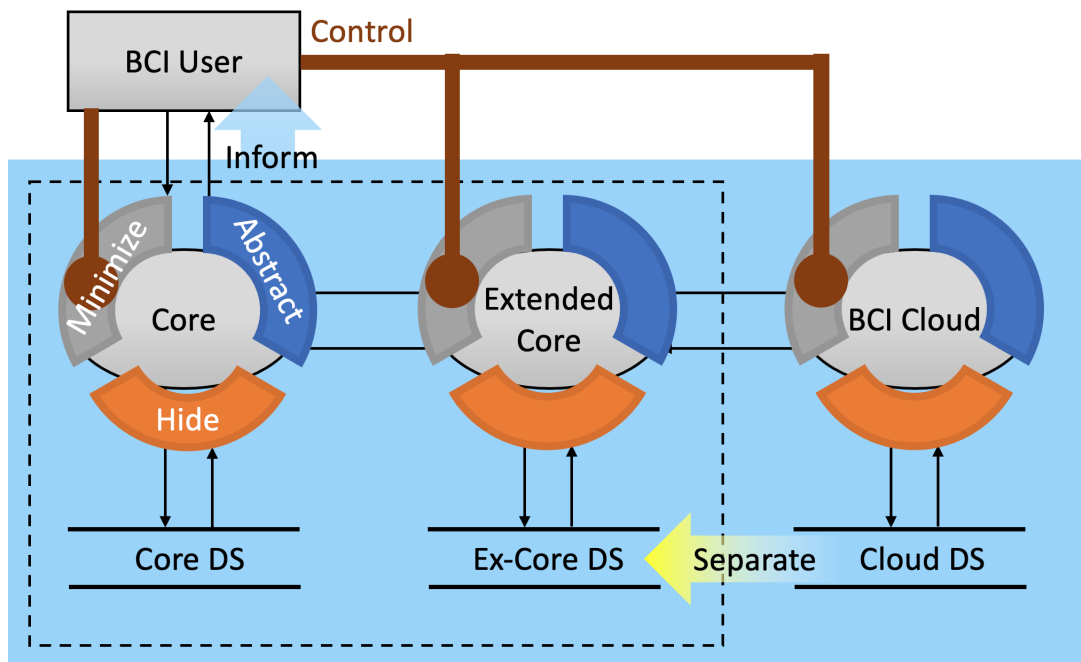 Control
BCI User
Inform
Minimize
Abstract
Core
Extended
Core
BCI Cloud
Hide
Core DS
Ex-Core DS
Separate
Cloud DS